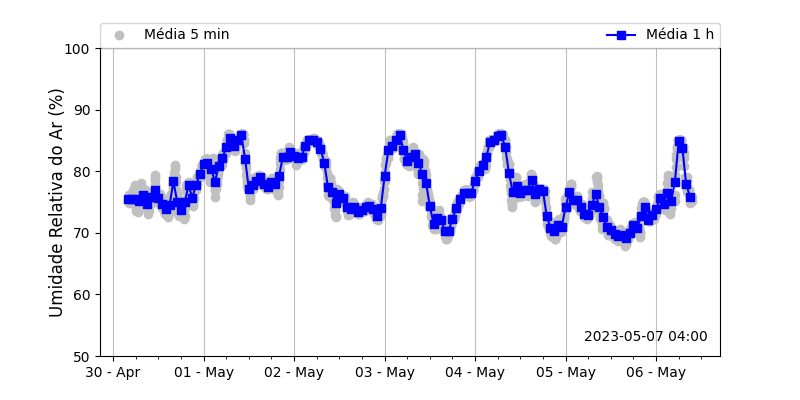 Média 5 min
Média 1 h
Umidade Relativa do Ar (%)
100
90
80
70
60
50
2023-05-07 04:00
30 - Apr
01 - May
02 - May
03 - May
04 - May
05 - May
06 - May